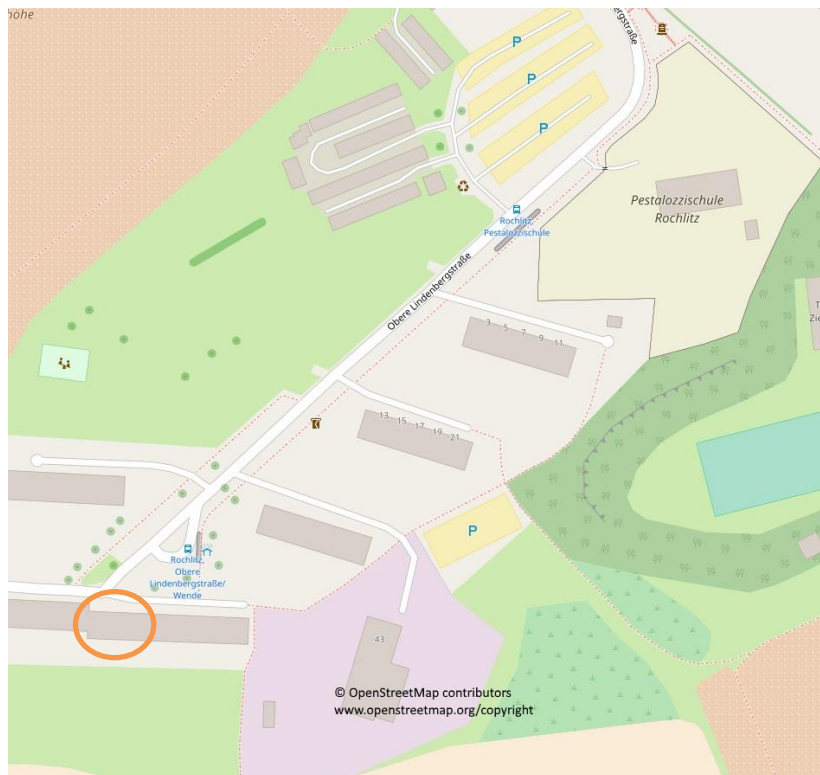 höhe
P
P
P
Obere Lindenbergstraße
Pestalozzischule
Rochlitz
Rochlitz,
Pestalozzischule
3 5 7 9 11
13 15 17 19 21
P
Rochlitz,
Obere
Lindenbergstraße/
Wende
43
© OpenStreetMap contributors
www.openstreetmap.org/copyright